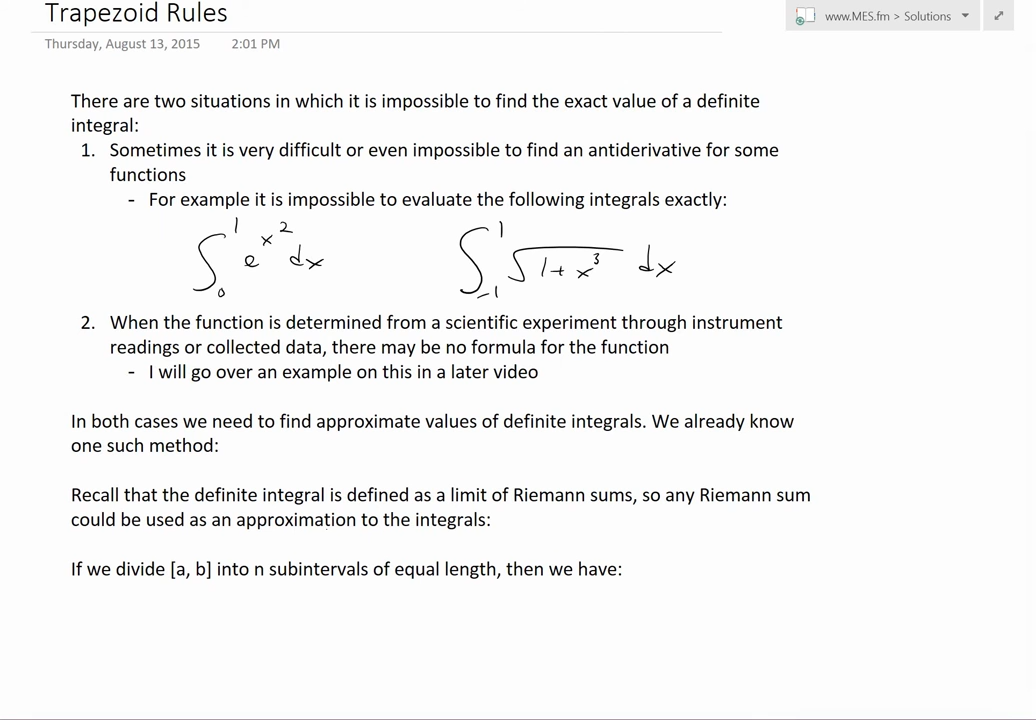 Trapezoid Rules
www.MES.fm > Solutions
Thursday, August 13, 2015 2:01 PM
There are two situations in which it is impossible to find the exact value of a definite
integral:
1. Sometimes it is very difficult or even impossible to find an antiderivative for some
functions
- For example it is impossible to evaluate the following integrals exactly:
∫₀¹ e^(x²) dx ∫₋₁¹ √(1+x³) dx
2. When the function is determined from a scientific experiment through instrument
readings or collected data, there may be no formula for the function
- I will go over an example on this in a later video
In both cases we need to find approximate values of definite integrals. We already know
one such method:
Recall that the definite integral is defined as a limit of Riemann sums, so any Riemann sum
could be used as an approximation to the integrals:
If we divide [a, b] into n subintervals of equal length, then we have: